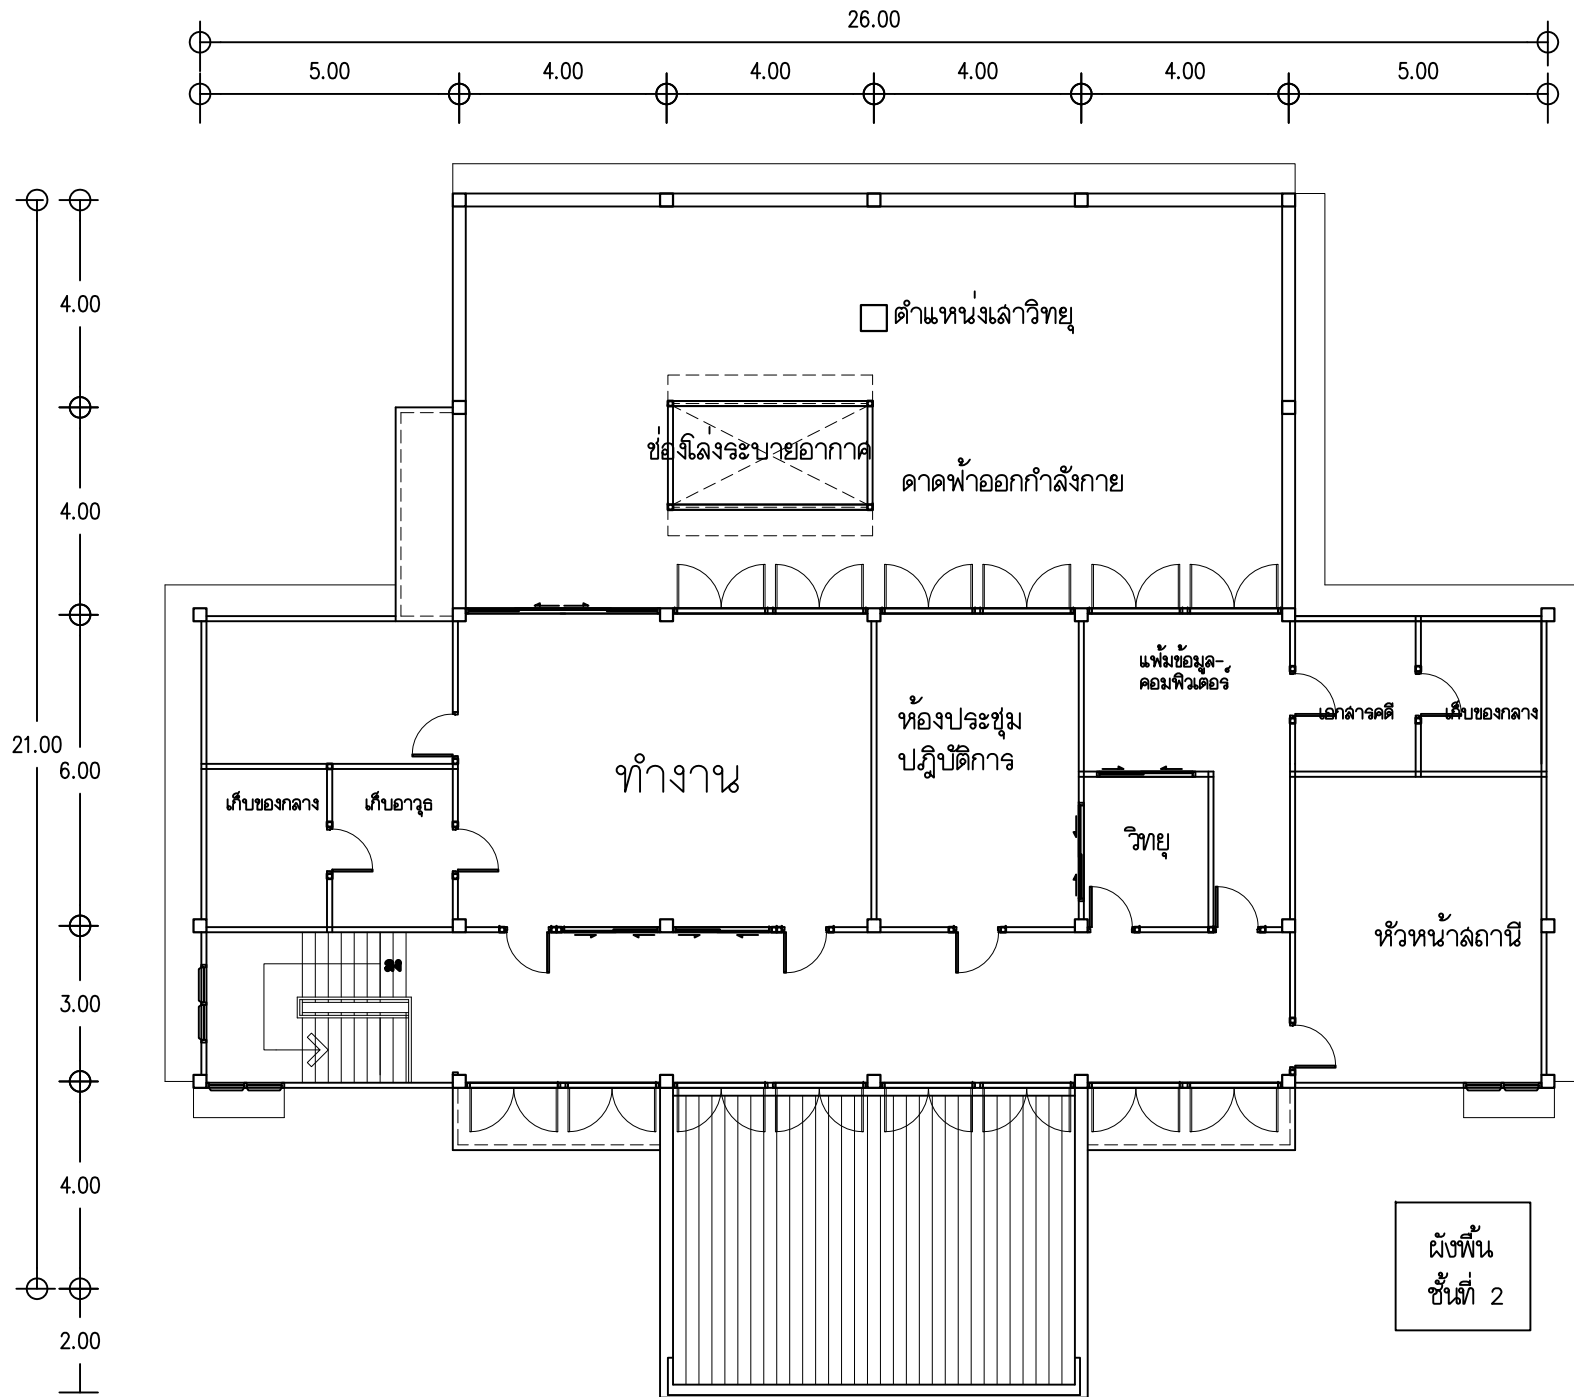 26.00
5.00 4.00 4.00 4.00 4.00 5.00
4.00
ตำแหน่งเสาวิทยุ
ช่องโล่งระบายอากาศ
ดาดฟ้าออกกำลังกาย
4.00
แฟ้มข้อมูล-
คอมพิวเตอร์
เอกสารคดี
เก็บของกลาง
ห้องประชุม
ปฎิบัติการ
21.00
6.00
ทำงาน
เก็บของกลาง
เก็บอาวุธ
วิทยุ
หัวหน้าสถานี
3.00
4.00
ผังพื้น
ชั้นที่ 2
2.00